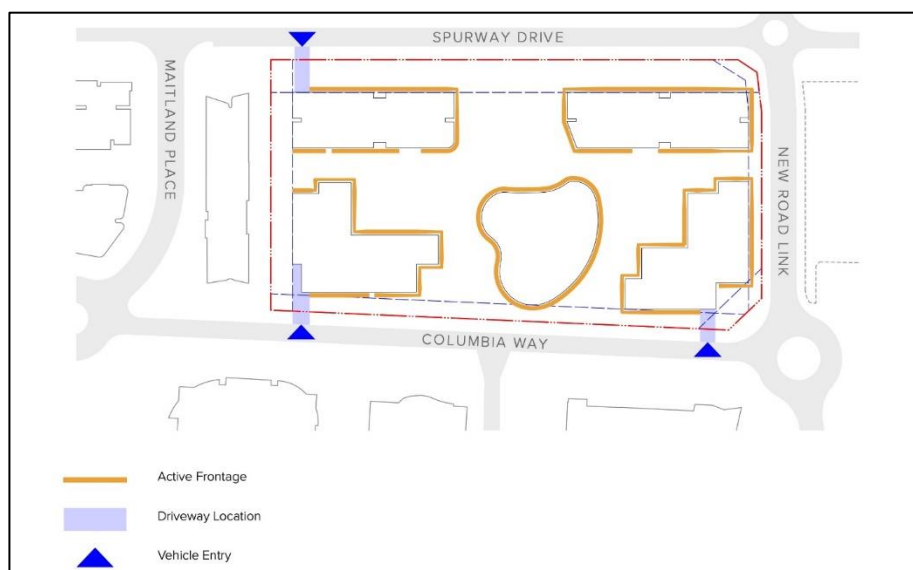 SPURWAY DRIVE
MAITLAND PLACE
NEW ROAD LINK
COLUMBIA WAY
Active Frontage
Driveway Location
Vehicle Entry